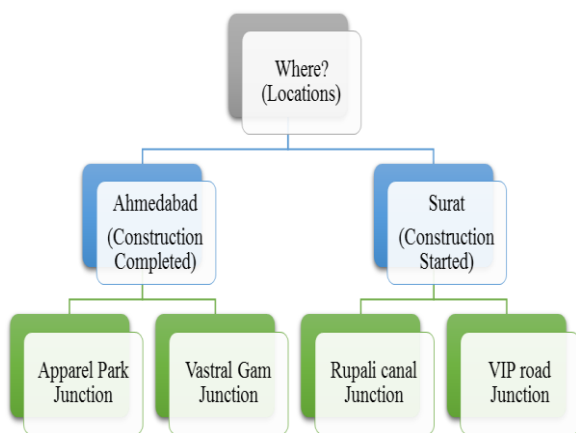 Where?
(Locations)
Ahmedabad
(Construction
Completed)
Surat
(Construction
Started)
Apparel Park
Junction
Vastral Gam
Junction
Rupali canal
Junction
VIP road
Junction